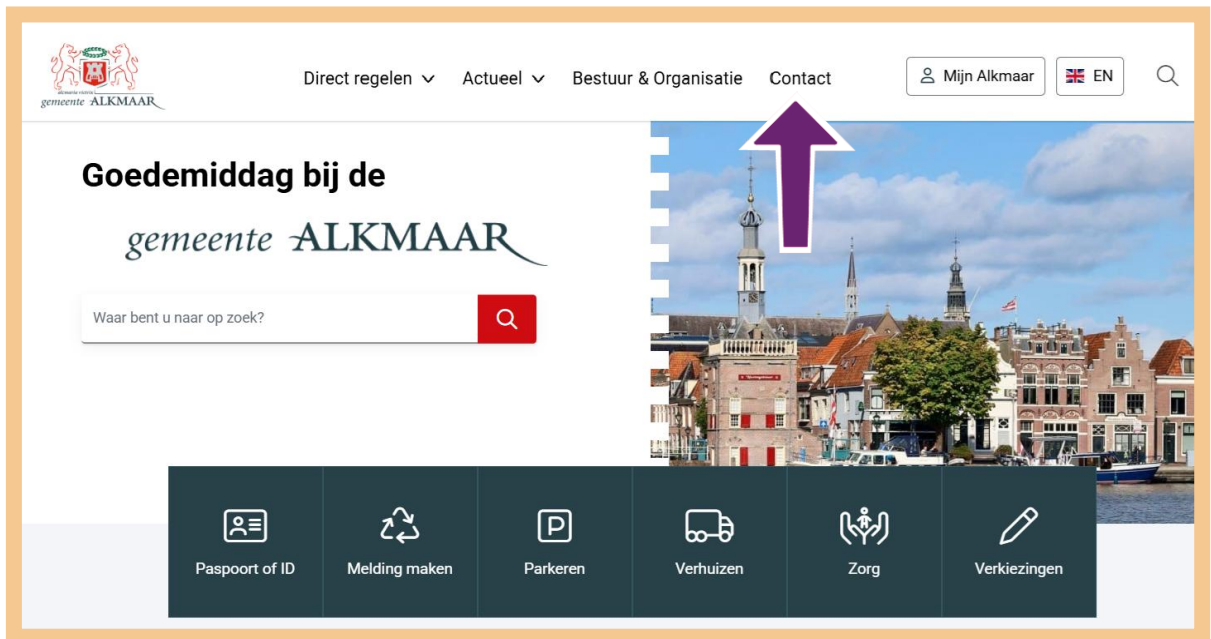 gemeente ALKMAAR
Direct regelen
Actueel
Bestuur & Organisatie
Contact
Mijn Alkmaar
EN
Goedemiddag bij de
gemeente ALKMAAR
Waar bent u naar op zoek?
Paspoort of ID
Melding maken
Parkeren
Verhuizen
Zorg
Verkiezingen